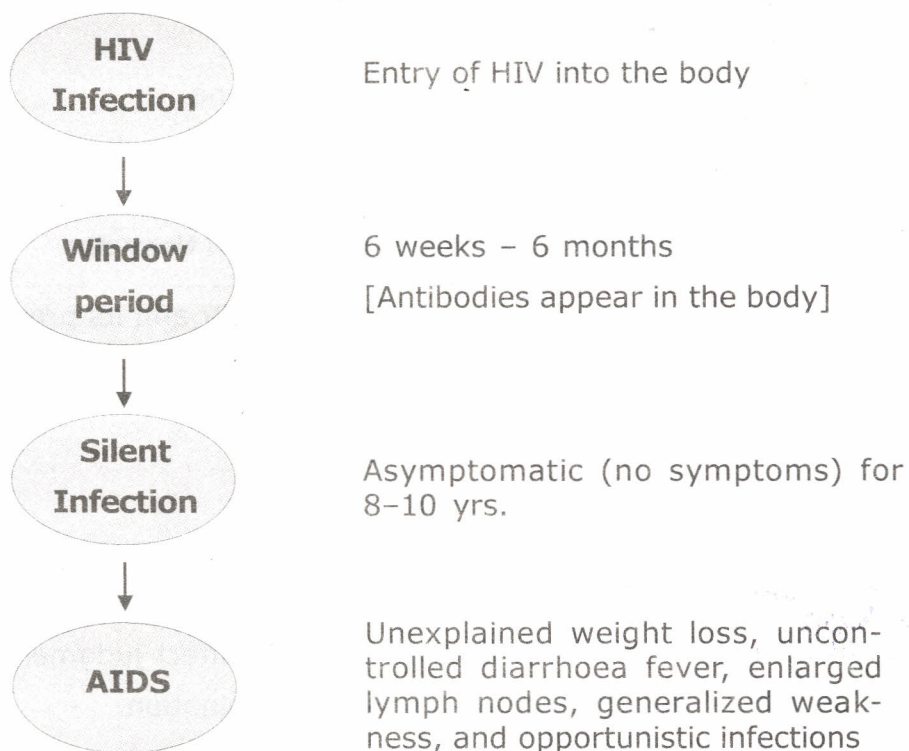 HIV
Infection
Entry of HIV into the body
Window
period
6 weeks – 6 months
[Antibodies appear in the body]
Silent
Infection
Asymptomatic (no symptoms) for
8–10 yrs.
AIDS
Unexplained weight loss, uncon-
trolled diarrhoea fever, enlarged
lymph nodes, generalized weak-
ness, and opportunistic infections